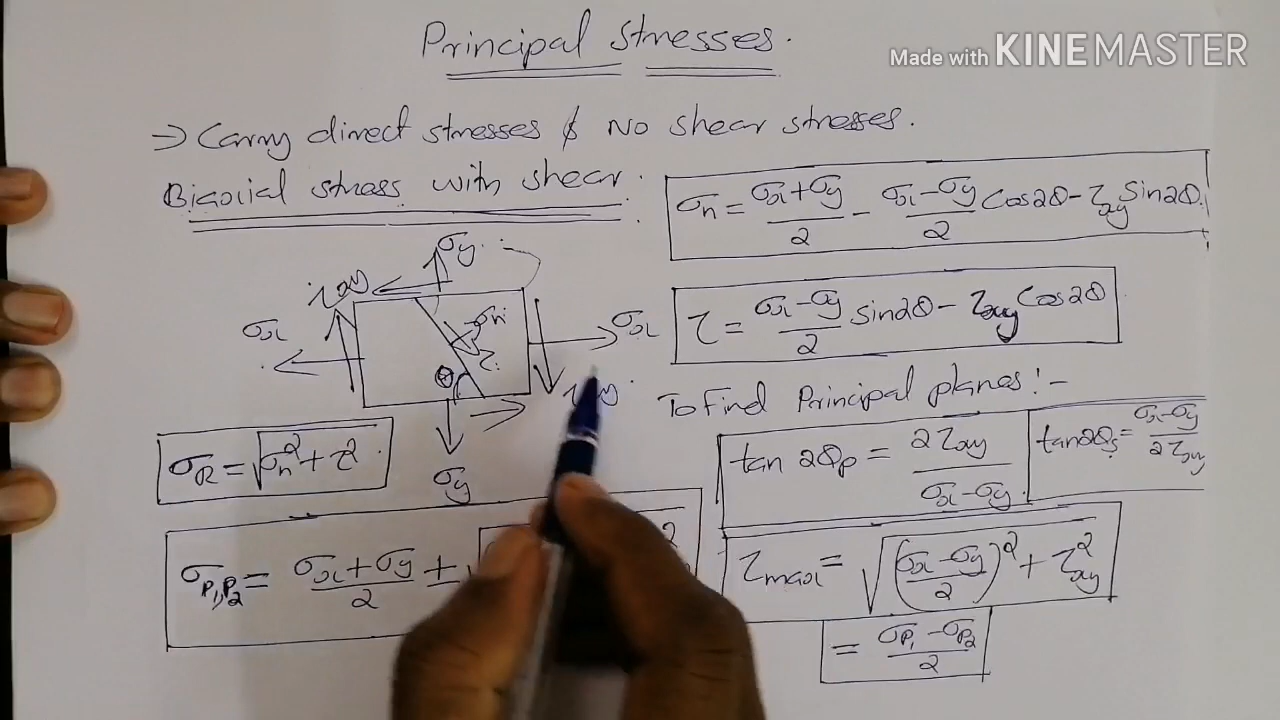 Principal stresses.
Made with KINEMASTER
→ Carry direct stresses & No shear stresses.
Biaxial stress with shear:
σn = (σx+σy)/2 - (σx-σy)/2 Cos2θ - τxy Sin2θ.
σy
τxy
σx
σn
σx
τ
θ
σy
τ = (σx-σy)/2 sin2θ - τxy Cos2θ
To Find Principal planes:-
σR = √(σn² + τ²)
tan 2θp = 2τxy/(σx-σy)
tan2θs = (σx-σy)/(2τxy)
σP1,P2 = (σx+σy)/2 ± √ 2
τmax = √(((σx-σy)/2)² + τ²xy)
= (σP1 - σP2)/2